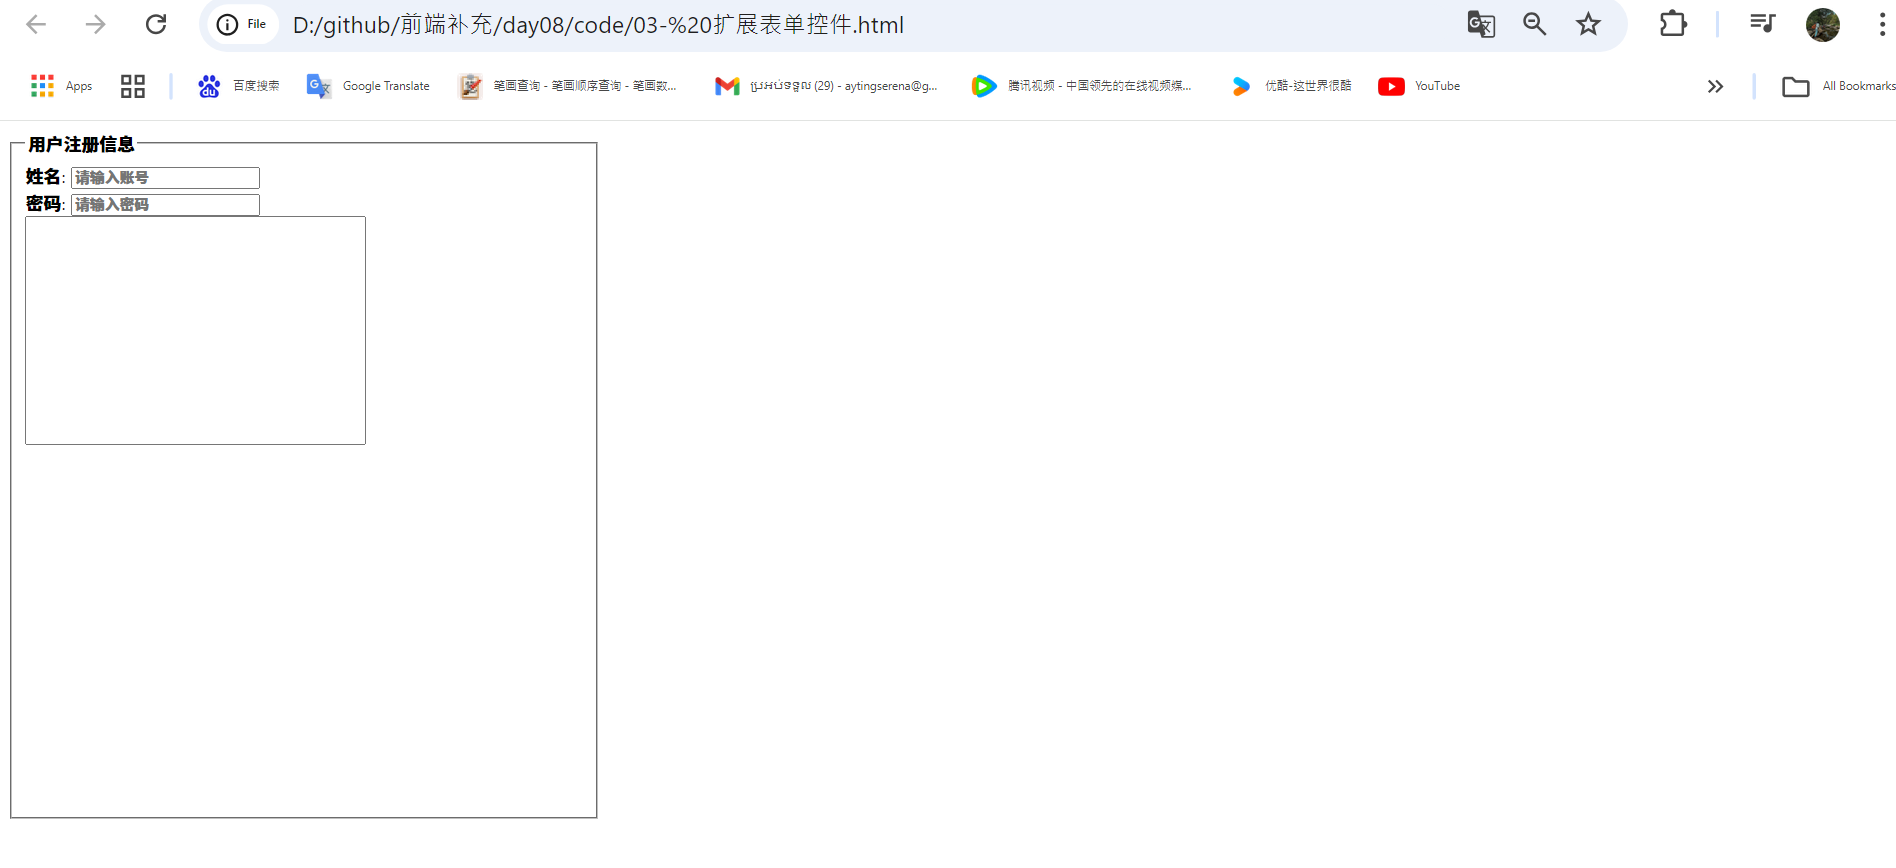 File D:/github/前端补充/day08/code/03-%20扩展表单控件.html
Apps 百度搜索 Google Translate 笔画查询 - 笔画顺序查询 - 笔画数... ប្រអប់ទទួល (29) - aytingserena@g... 腾讯视频 - 中国领先的在线视频媒... 优酷-这世界很酷 YouTube All Bookmarks
用户注册信息
姓名: 请输入账号
密码: 请输入密码